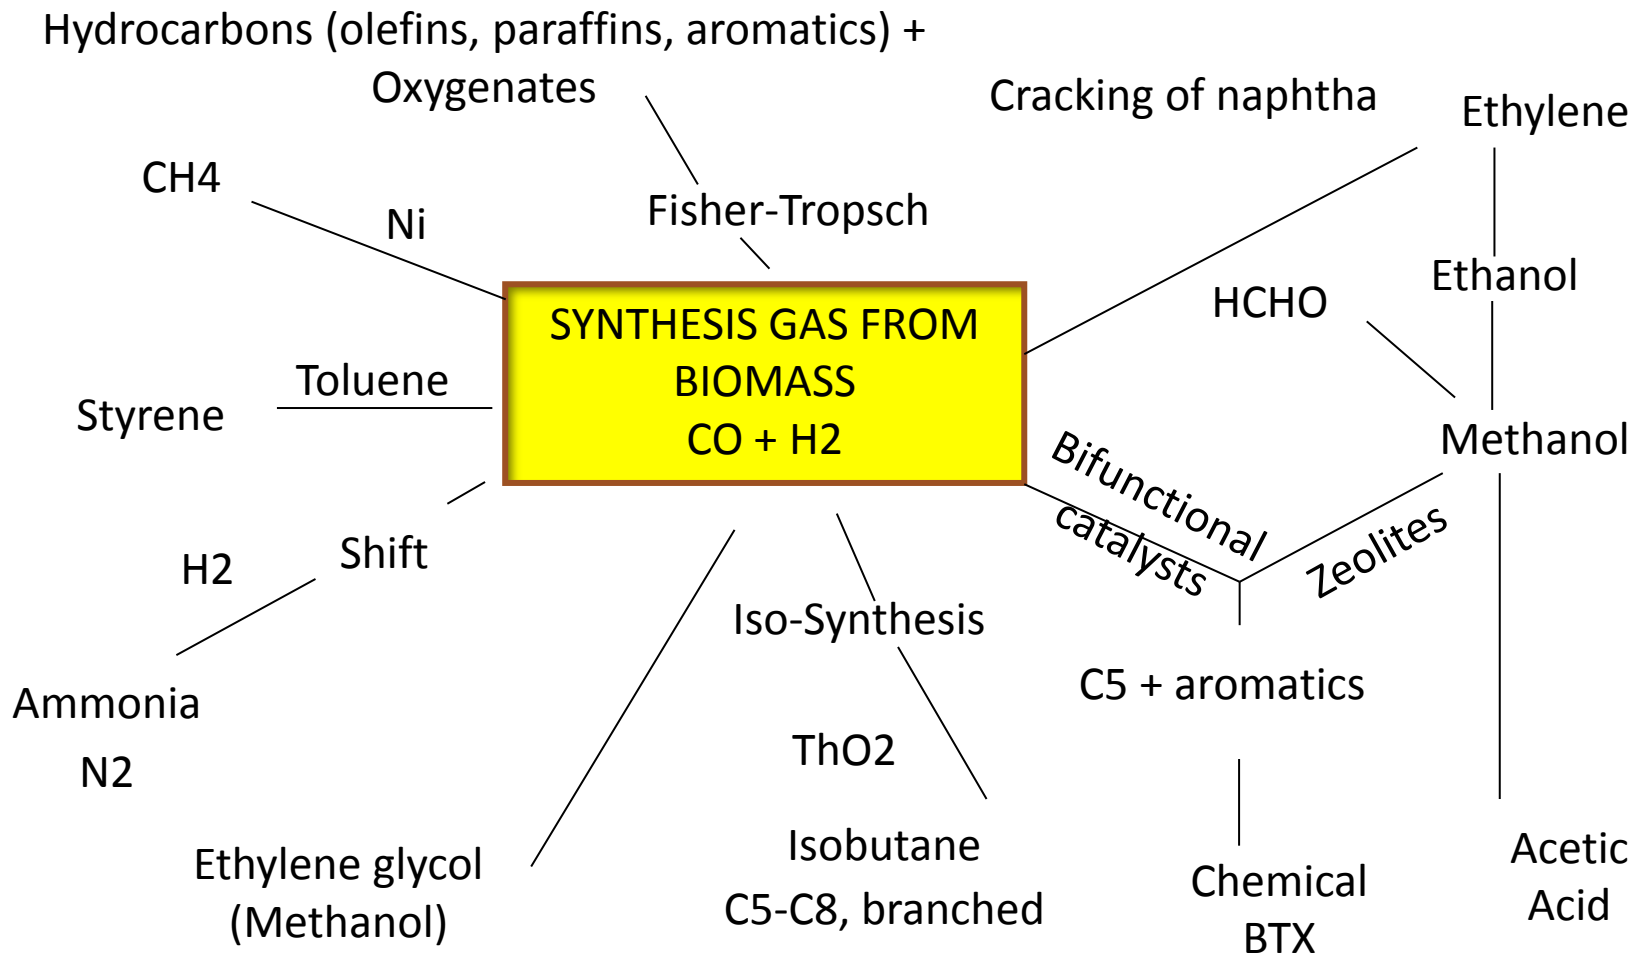 Hydrocarbons (olefins, paraffins, aromatics) +
Oxygenates
Cracking of naphtha
Ethylene
CH4
Ni
Fisher-Tropsch
Ethanol
HCHO
SYNTHESIS GAS FROM
BIOMASS
CO + H2
Toluene
Styrene
Methanol
Bifunctional
catalysts
Zeolites
H2
Shift
Iso-Synthesis
C5 + aromatics
Ammonia
N2
ThO2
Ethylene glycol
(Methanol)
Isobutane
C5-C8, branched
Chemical
BTX
Acetic
Acid